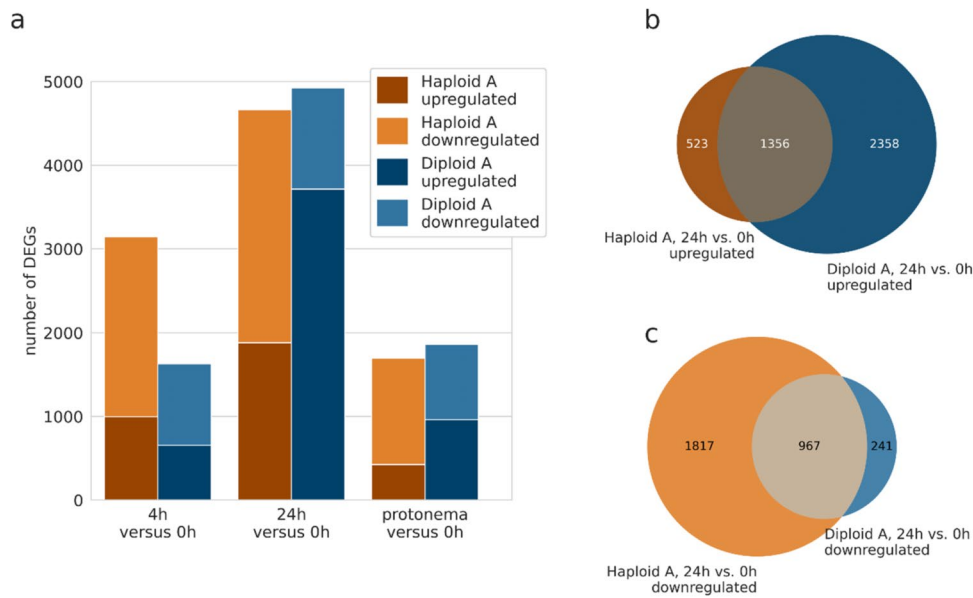 a
number of DEGs
5000
4000
3000
2000
1000
0
4h
versus 0h
24h
versus 0h
protonema
versus 0h
Haploid A
upregulated
Haploid A
downregulated
Diploid A
upregulated
Diploid A
downregulated
b
523
1356
2358
Haploid A, 24h vs. 0h
upregulated
Diploid A, 24h vs. 0h
upregulated
c
1817
967
241
Diploid A, 24h vs. 0h
downregulated
Haploid A, 24h vs. 0h
downregulated